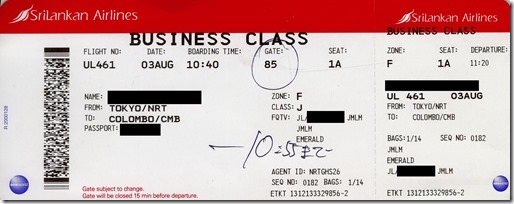 SriLankan Airlines
SriLankan Airlines
BUSINESS CLASS
BUSINESS CLASS
FLIGHT NO: DATE: BOARDING TIME: GATE: SEAT:
UL461 03AUG 10:40 85 1A
ZONE: SEAT: DEPARTURE:
F 1A 11:20
NAME:
FROM: TOKYO/NRT
TO: COLOMBO/CMB
PASSPORT:
ZONE: F
CLASS: J
FQTV: JL JMLM
JMLM
EMERALD
10:55まで
AGENT ID: NRTGHS26
SEQ NO: 0182 BAGS: 1/14
ETKT 1312133329856-2
Gate subject to change.
Gate will be closed 15 min before departure.
UL 461 03AUG
FROM: TOKYO/NRT
TO: COLOMBO/CMB
BAGS:1/14 SEQ NO: 0182
JMLM
EMERALD
JL JMLM
ETKT 1312133329856-2